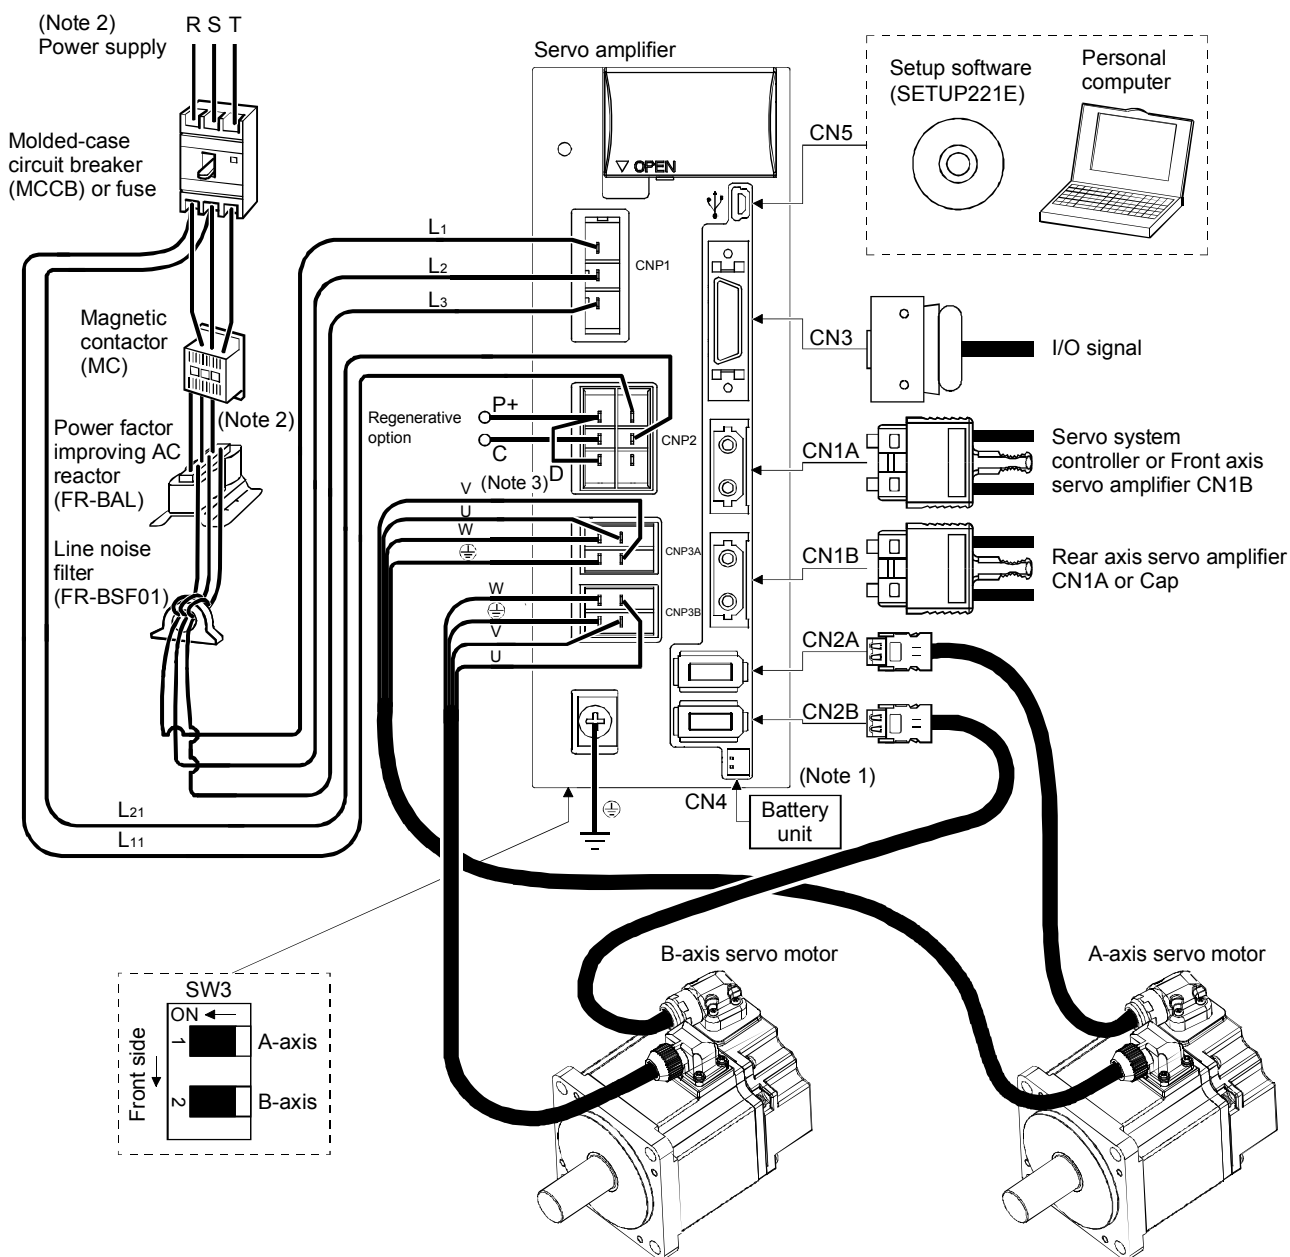 (Note 2)
Power supply
R S T
Servo amplifier
Molded-case
circuit breaker
(MCCB) or fuse
OPEN
CN5
Setup software
(SETUP221E)
Personal
computer
L1
L2
L3
CNP1
Magnetic
contactor
(MC)
(Note 2)
CN3
I/O signal
Power factor
improving AC
reactor
(FR-BAL)
Regenerative
option
P+
C
D
CNP2
(Note 3)
CN1A
Servo system
controller or Front axis
servo amplifier CN1B
V
U
W
CNP3A
Line noise
filter
(FR-BSF01)
CN1B
Rear axis servo amplifier
CN1A or Cap
W
V
U
CNP3B
CN2A
CN2B
(Note 1)
CN4
Battery
unit
L21
L11
B-axis servo motor
A-axis servo motor
SW3
ON
1
A-axis
2
B-axis
Front side